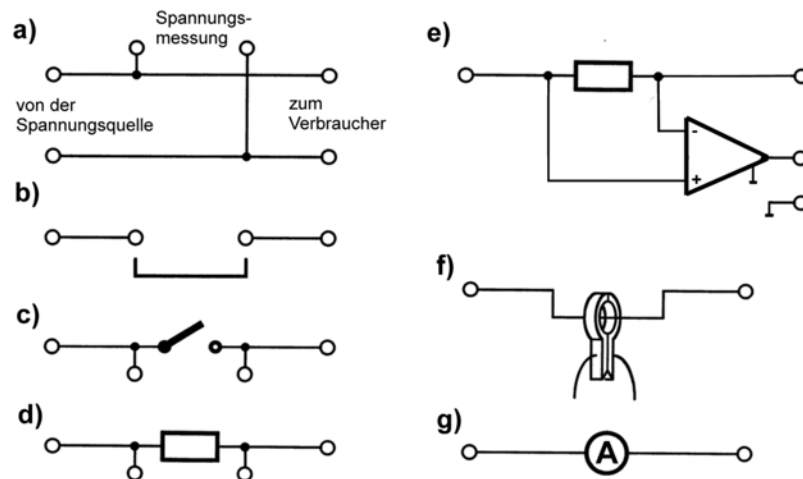 a)
Spannungs-
messung
von der
Spannungsquelle
zum
Verbraucher
b)
c)
d)
e)
-
+
f)
g)
A